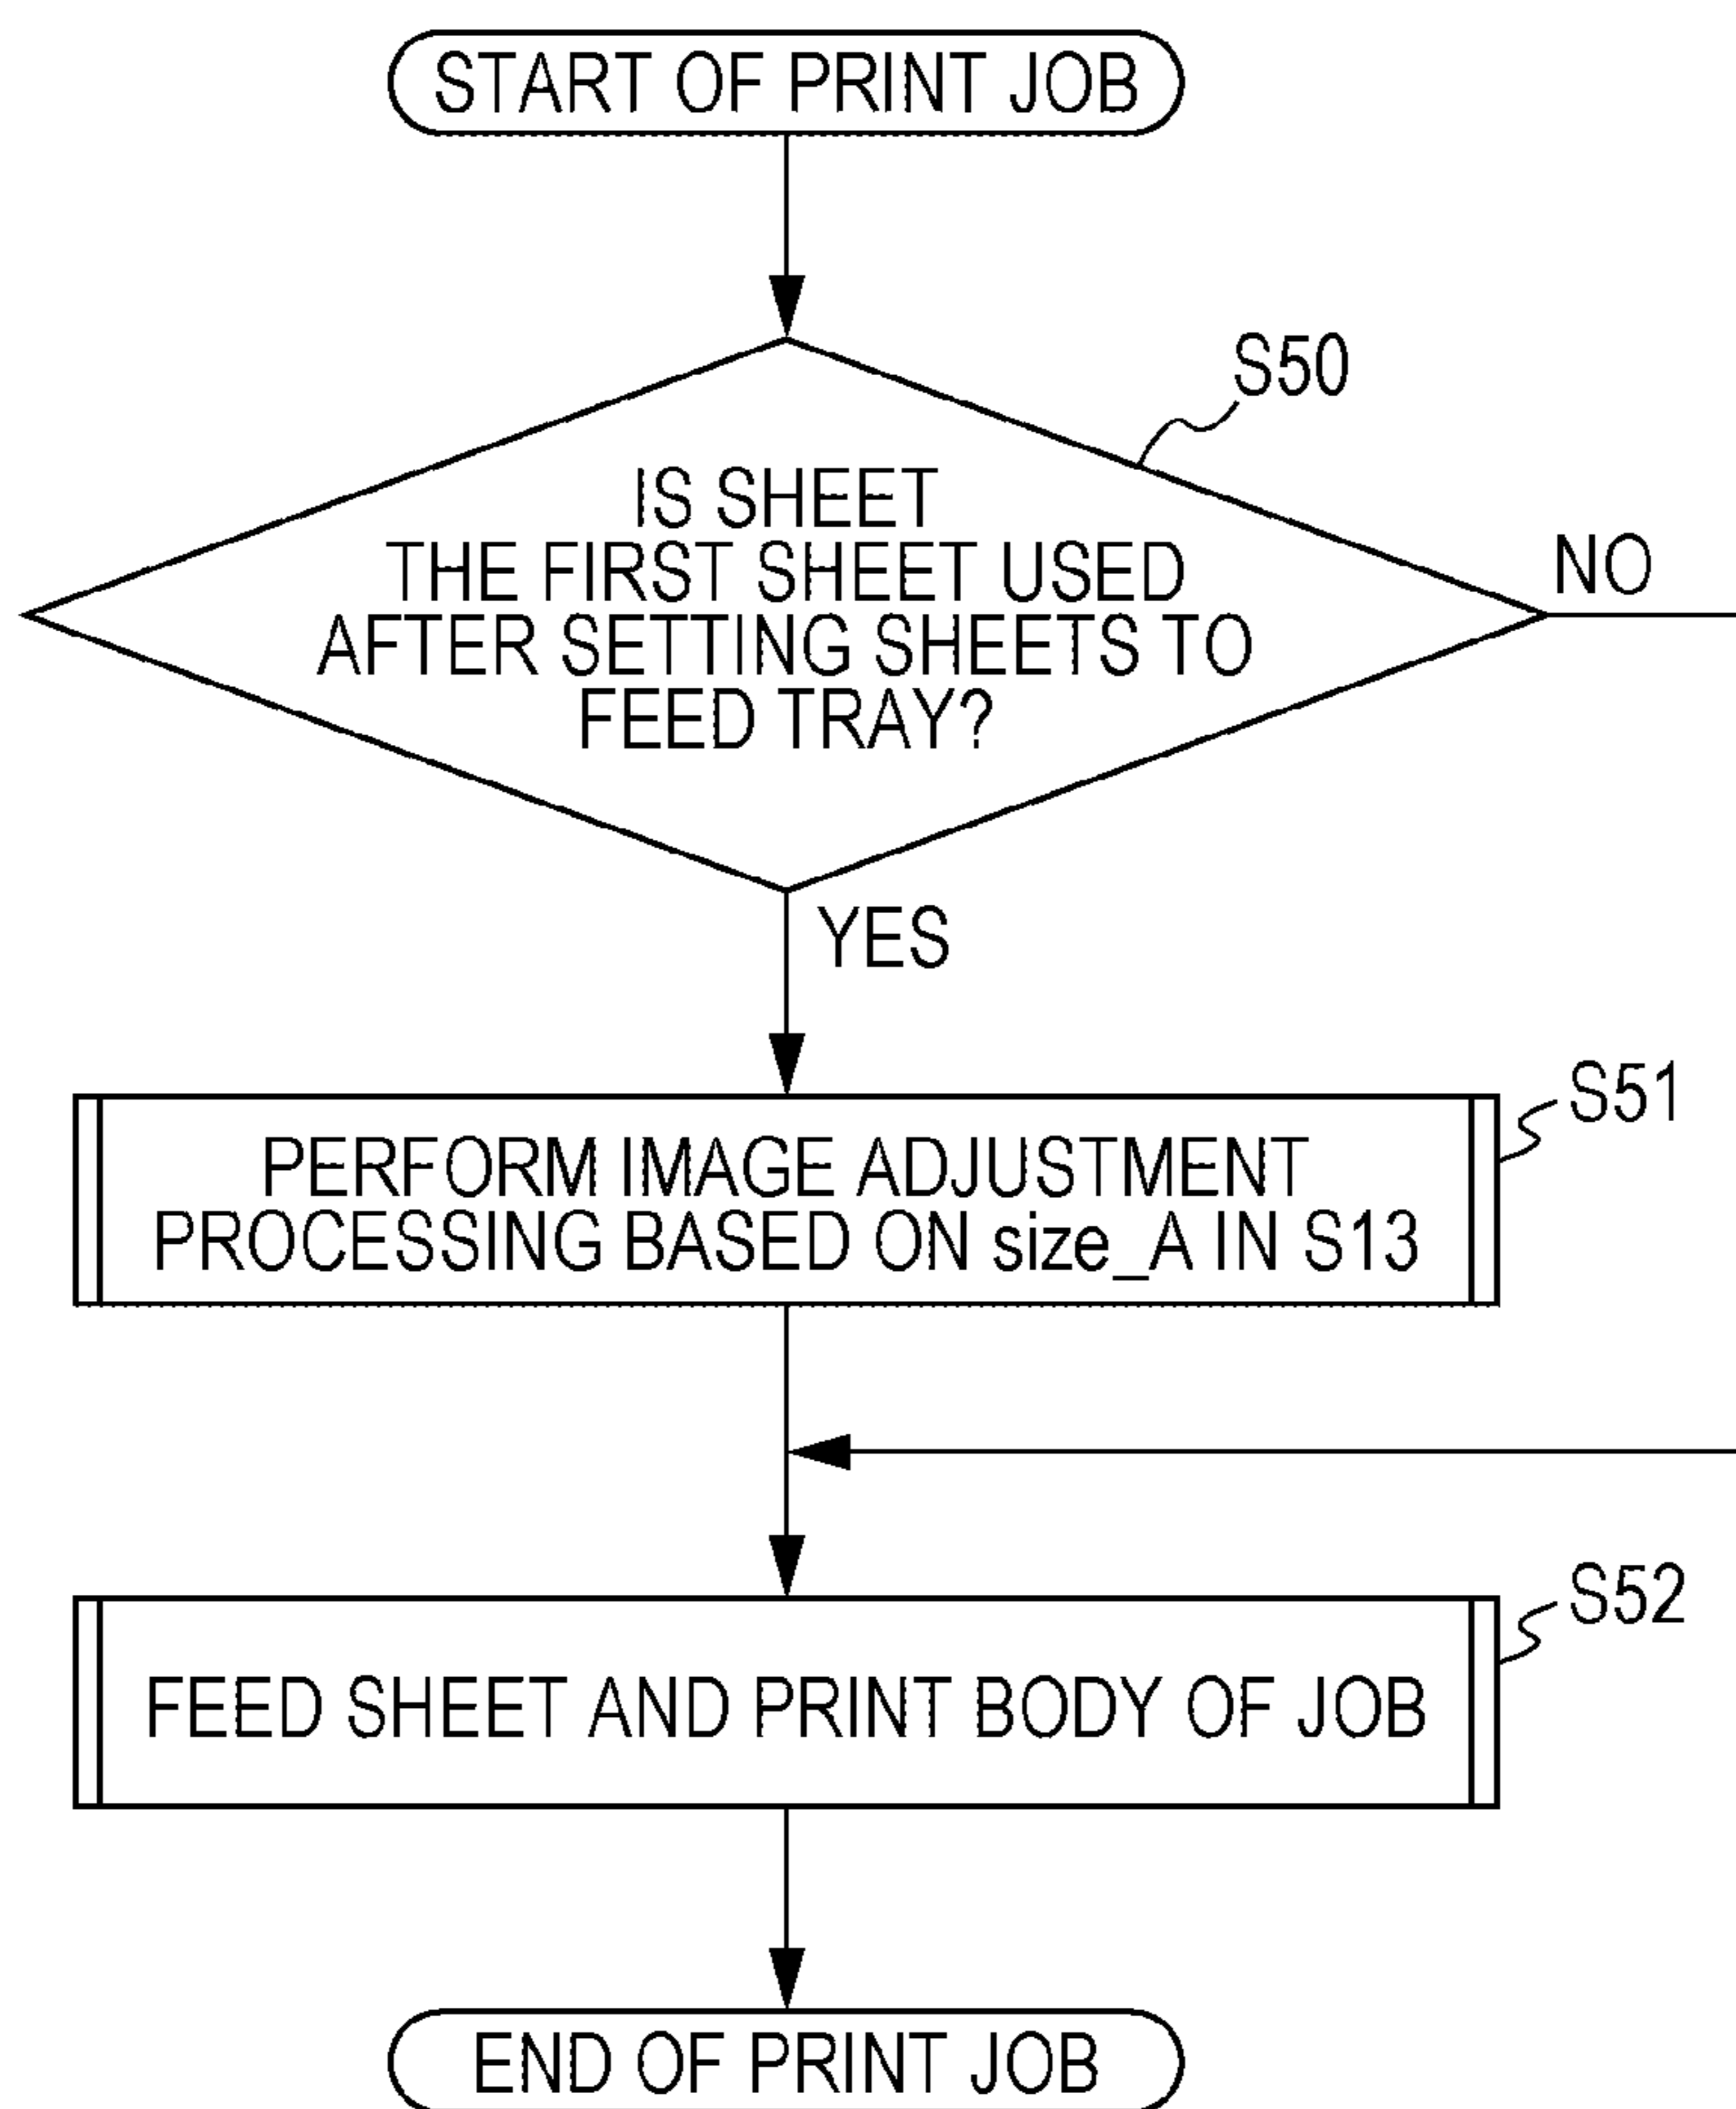 START OF PRINT JOB
S50
IS SHEET
THE FIRST SHEET USED
AFTER SETTING SHEETS TO
FEED TRAY?
NO
YES
S51
PERFORM IMAGE ADJUSTMENT
PROCESSING BASED ON size_A IN S13
S52
FEED SHEET AND PRINT BODY OF JOB
END OF PRINT JOB